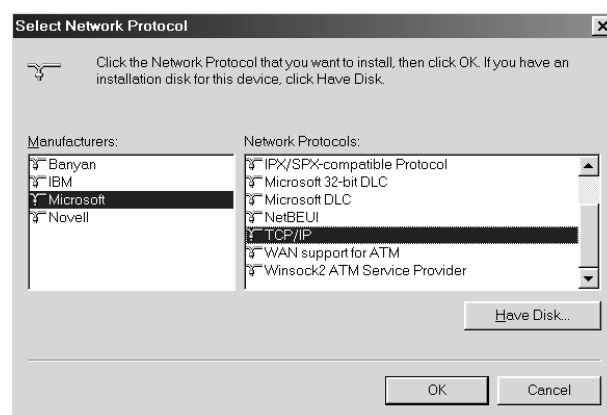 Select Network Protocol
Click the Network Protocol that you want to install, then click OK. If you have an
installation disk for this device, click Have Disk.
Manufacturers:
Banyan
IBM
Microsoft
Novell
Network Protocols:
IPX/SPX-compatible Protocol
Microsoft 32-bit DLC
Microsoft DLC
NetBEUI
TCP/IP
WAN support for ATM
Winsock2 ATM Service Provider
Have Disk...
OK
Cancel